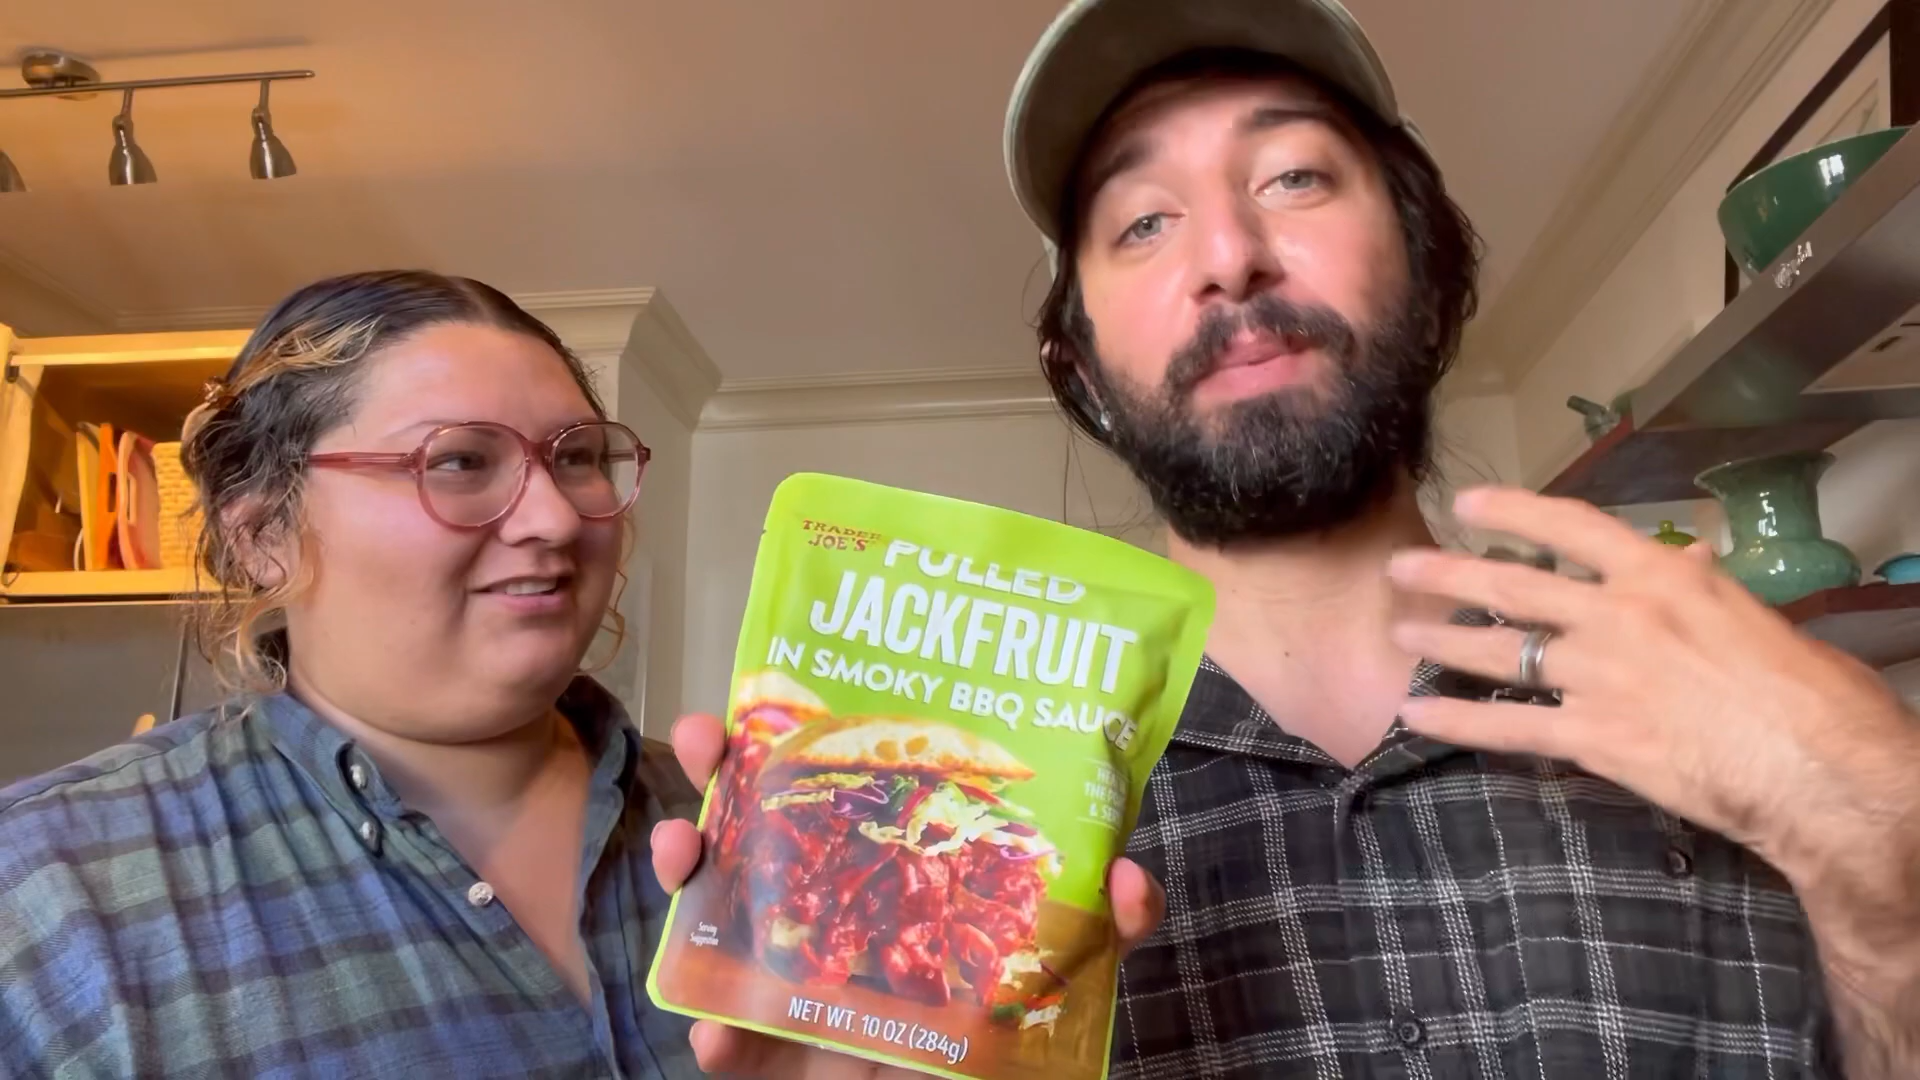 TRADER
JOE'S
PULLED
JACKFRUIT
IN SMOKY BBQ SAUCE
Serving
Suggestion
NET WT. 10 OZ (284g)